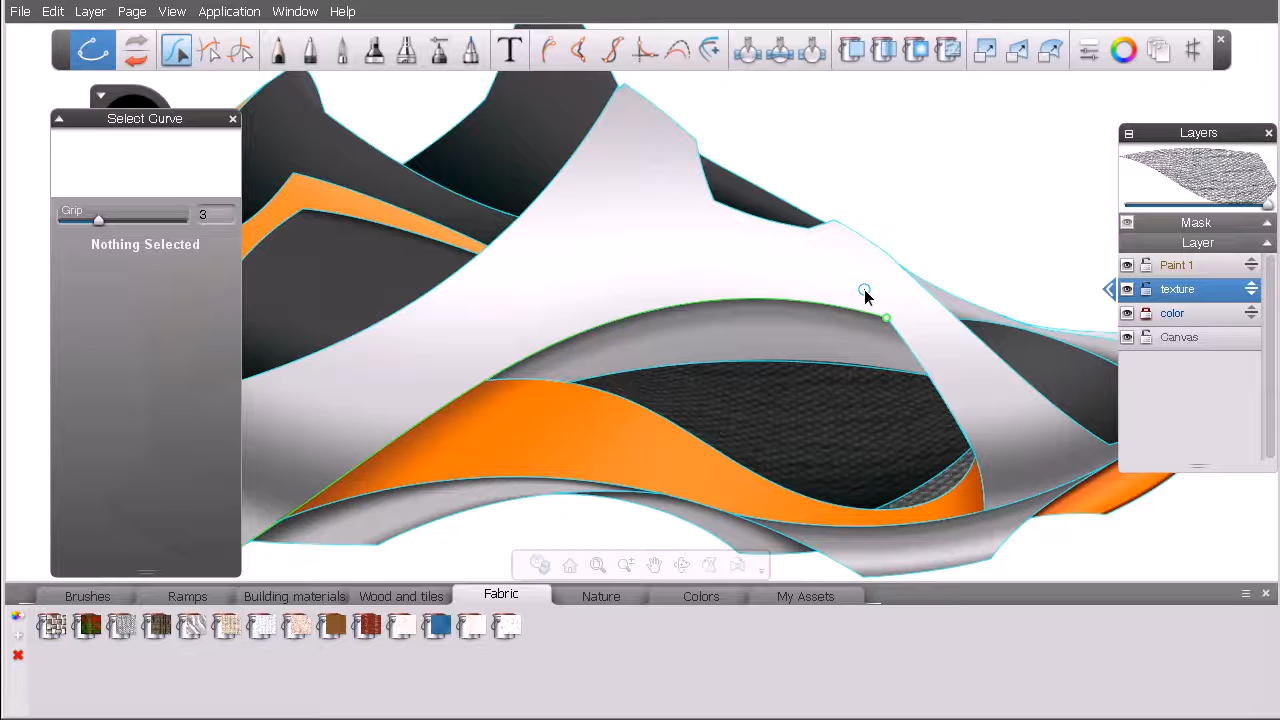 File Edit Layer Page View Application Window Help
T
Select Curve
Grip
3
Nothing Selected
Layers
Mask
Layer
Paint 1
texture
color
Canvas
Brushes Ramps Building materials Wood and tiles Fabric Nature Colors My Assets